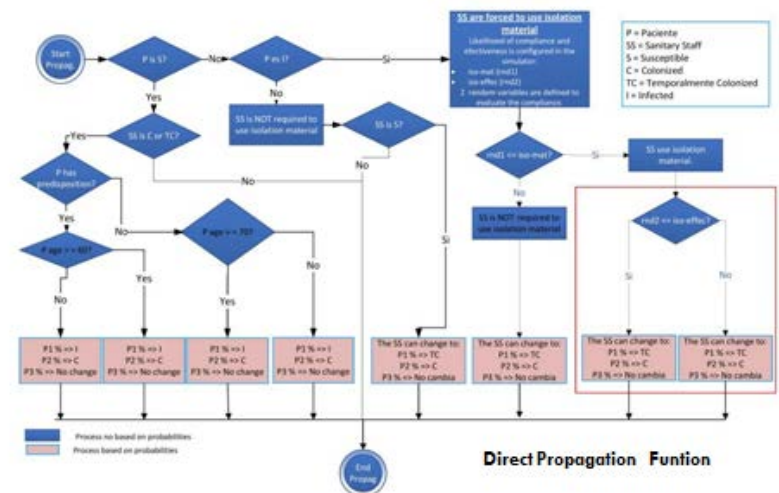 Start
Propag.
P is S?
No
P es I?
Si
SS are forced to use isolation
material
Likelihood of compliance and
efectiveness is configured in the
simulator:
iso-mat (rnd1)
iso-effec (rnd2)
2 random variables are defined to
evaluate the compliance.
P = Paciente
SS = Sanitary Staff
S = Susceptible
C = Colonized
TC = Temporalmente Colonized
I = Infected
Yes
No
SS is C or TC?
SS is NOT required to
use isolation material
SS is S?
Yes
No
No
Si
P has
predisposition?
Yes
No
P age >= 60?
P age >= 70?
No
Yes
Yes
No
rnd1 <= iso-mat?
Si
SS use isolation
material.
No
SS is NOT required to
use isolation material
rnd2 <= iso-effec?
Si
No
P1 % => I
P2 % => C
P3 % => No change
P1 % => I
P2 % => C
P3 % => No change
P1 % => I
P2 % => C
P3 % => No change
P1 % => I
P2 % => C
P3 % => No change
The SS can change to:
P1 % => TC
P2 % => C
P3 % => No cambia
The SS can change to:
P1 % => TC
P2 % => C
P3 % => No cambia
The SS can change to:
P1 % => TC
P2 % => C
P3 % => No cambia
The SS can change to:
P1 % => TC
P2 % => C
P3 % => No cambia
Process no based on probabilities
Process based on probabilities
End
Propag
Direct Propagation Funtion